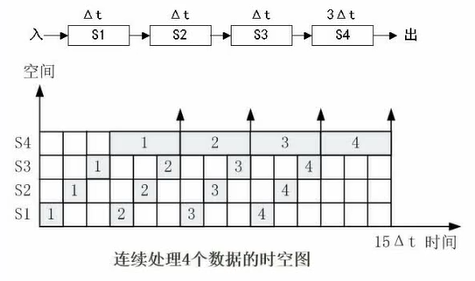 Δt Δt Δt 3Δt
入 S1 S2 S3 S4 出
空间
S4 1 2 3 4
S3 1 2 3 4
S2 1 2 3 4
S1 1 2 3 4
15Δt 时间
连续处理4个数据的时空图